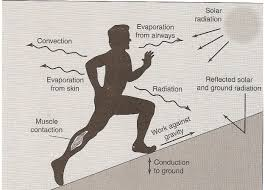 Solar
radiation
Evaporation
from airways
Convection
Evaporation
from skin
Radiation
Reflected solar
and ground radiation
Muscle
contaction
Work against
gravity
Conduction
to ground